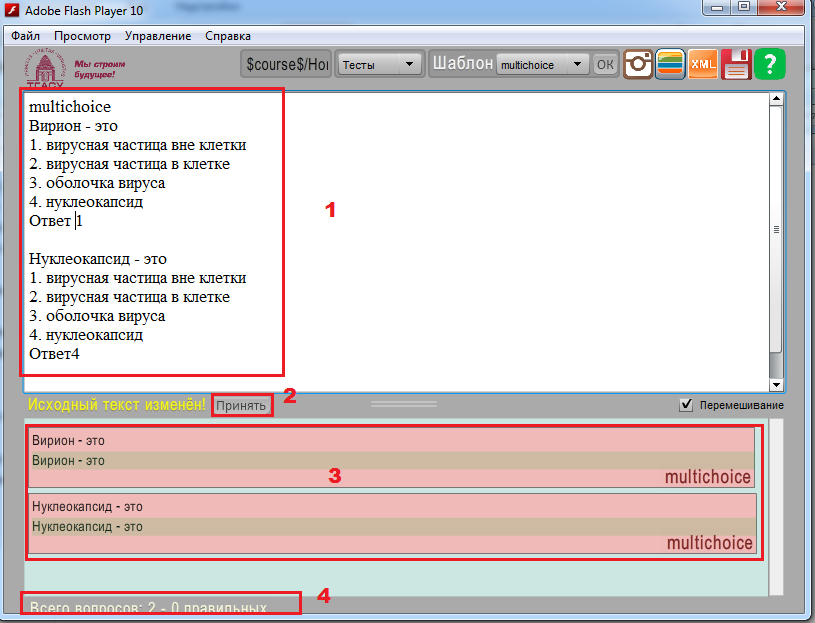 Adobe Flash Player 10
Файл Просмотр Управление Справка
Мы строим
будущее!
ТГАСУ
$course$/Hor
Тесты
Шаблон
multichoice
OK
XML
?
multichoice
Вирион - это
1. вирусная частица вне клетки
2. вирусная частица в клетке
3. оболочка вируса
4. нуклеокапсид
Ответ 1
1
Нуклеокапсид - это
1. вирусная частица вне клетки
2. вирусная частица в клетке
3. оболочка вируса
4. нуклеокапсид
Ответ4
Исходный текст изменён!
Принять
2
Перемешивание
Вирион - это
Вирион - это
3
multichoice
Нуклеокапсид - это
Нуклеокапсид - это
multichoice
Всего вопросов: 2 - 0 правильных
4